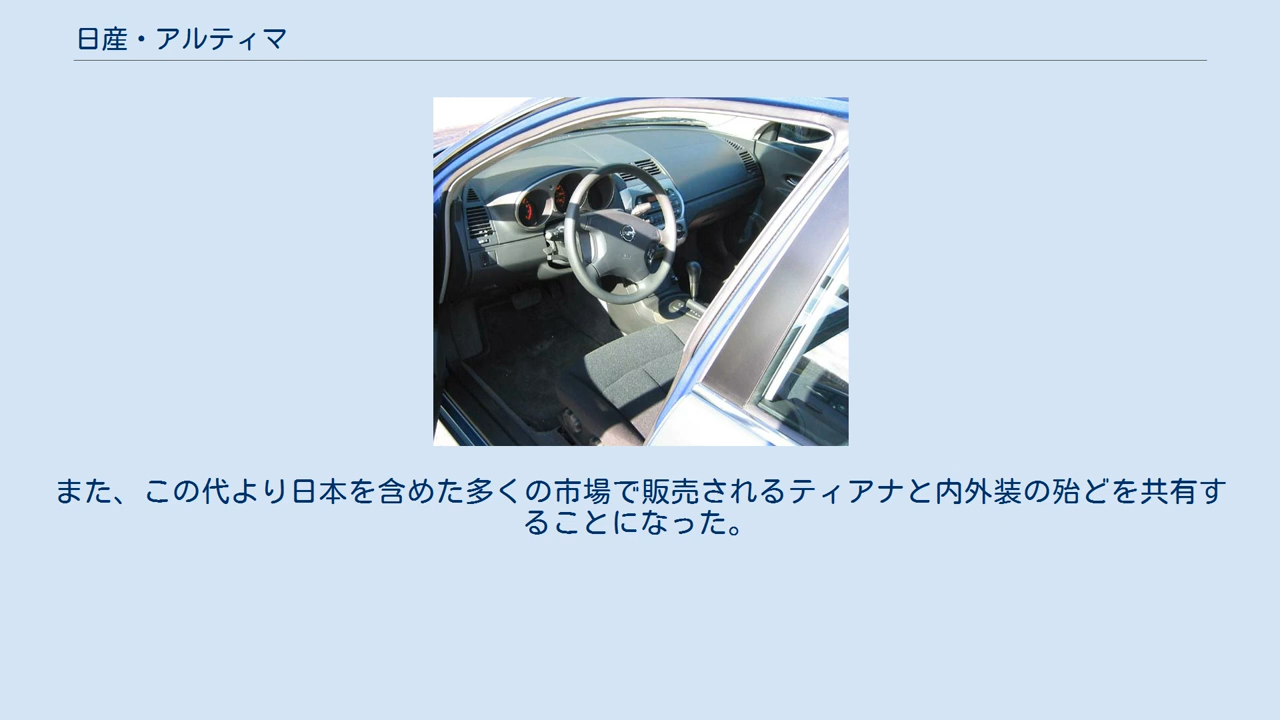 日産・アルティマ
また、この代より日本を含めた多くの市場で販売されるティアナと内外装の殆どを共有す
ることになった。